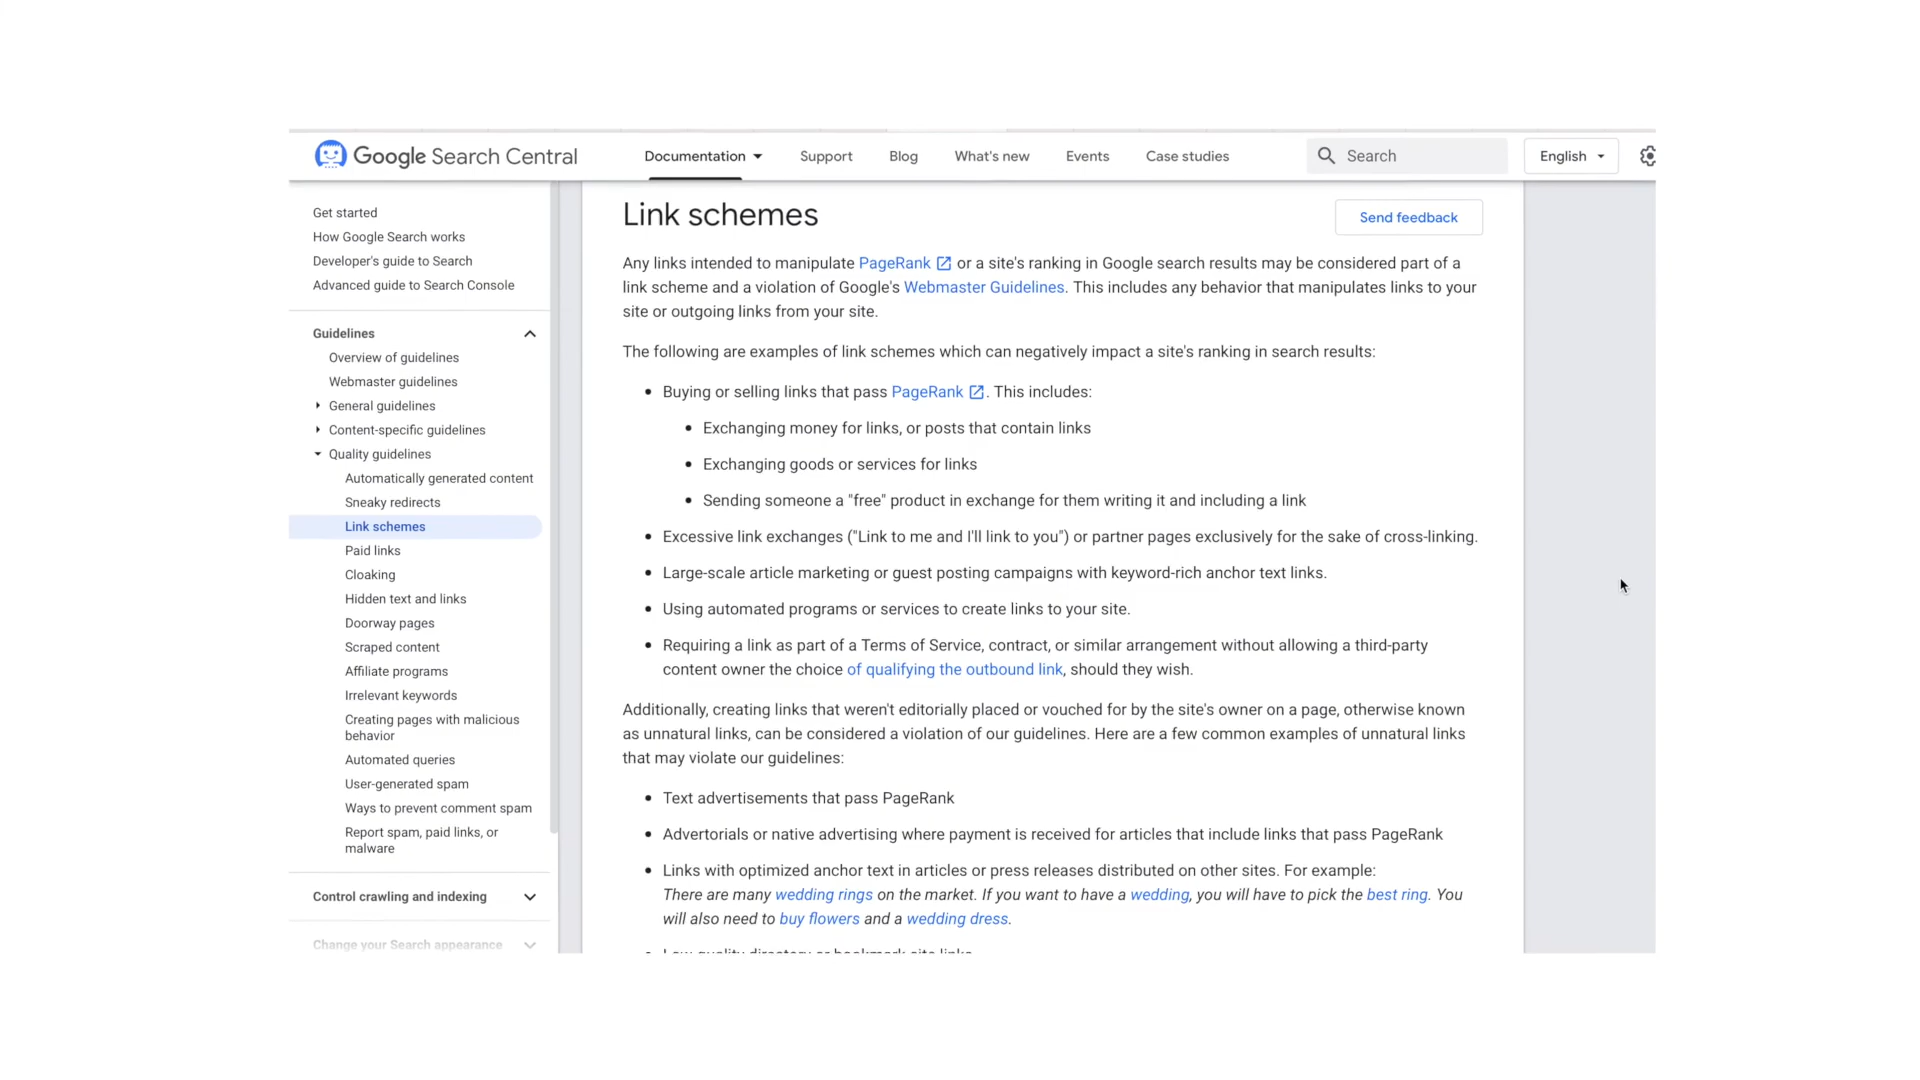 Google Search Central
Documentation
Support
Blog
What's new
Events
Case studies
Search
English
Get started
How Google Search works
Developer's guide to Search
Advanced guide to Search Console
Guidelines
Overview of guidelines
Webmaster guidelines
General guidelines
Content-specific guidelines
Quality guidelines
Automatically generated content
Sneaky redirects
Link schemes
Paid links
Cloaking
Hidden text and links
Doorway pages
Scraped content
Affiliate programs
Irrelevant keywords
Creating pages with malicious
behavior
Automated queries
User-generated spam
Ways to prevent comment spam
Report spam, paid links, or
malware
Control crawling and indexing
Change your Search appearance
Link schemes
Send feedback
Any links intended to manipulate PageRank or a site's ranking in Google search results may be considered part of a
link scheme and a violation of Google's Webmaster Guidelines. This includes any behavior that manipulates links to your
site or outgoing links from your site.
The following are examples of link schemes which can negatively impact a site's ranking in search results:
• Buying or selling links that pass PageRank . This includes:
• Exchanging money for links, or posts that contain links
• Exchanging goods or services for links
• Sending someone a "free" product in exchange for them writing it and including a link
• Excessive link exchanges ("Link to me and I'll link to you") or partner pages exclusively for the sake of cross-linking.
• Large-scale article marketing or guest posting campaigns with keyword-rich anchor text links.
• Using automated programs or services to create links to your site.
• Requiring a link as part of a Terms of Service, contract, or similar arrangement without allowing a third-party
content owner the choice of qualifying the outbound link, should they wish.
Additionally, creating links that weren't editorially placed or vouched for by the site's owner on a page, otherwise known
as unnatural links, can be considered a violation of our guidelines. Here are a few common examples of unnatural links
that may violate our guidelines:
• Text advertisements that pass PageRank
• Advertorials or native advertising where payment is received for articles that include links that pass PageRank
• Links with optimized anchor text in articles or press releases distributed on other sites. For example:
There are many wedding rings on the market. If you want to have a wedding, you will have to pick the best ring. You
will also need to buy flowers and a wedding dress.
• Low-quality directory or bookmark site links